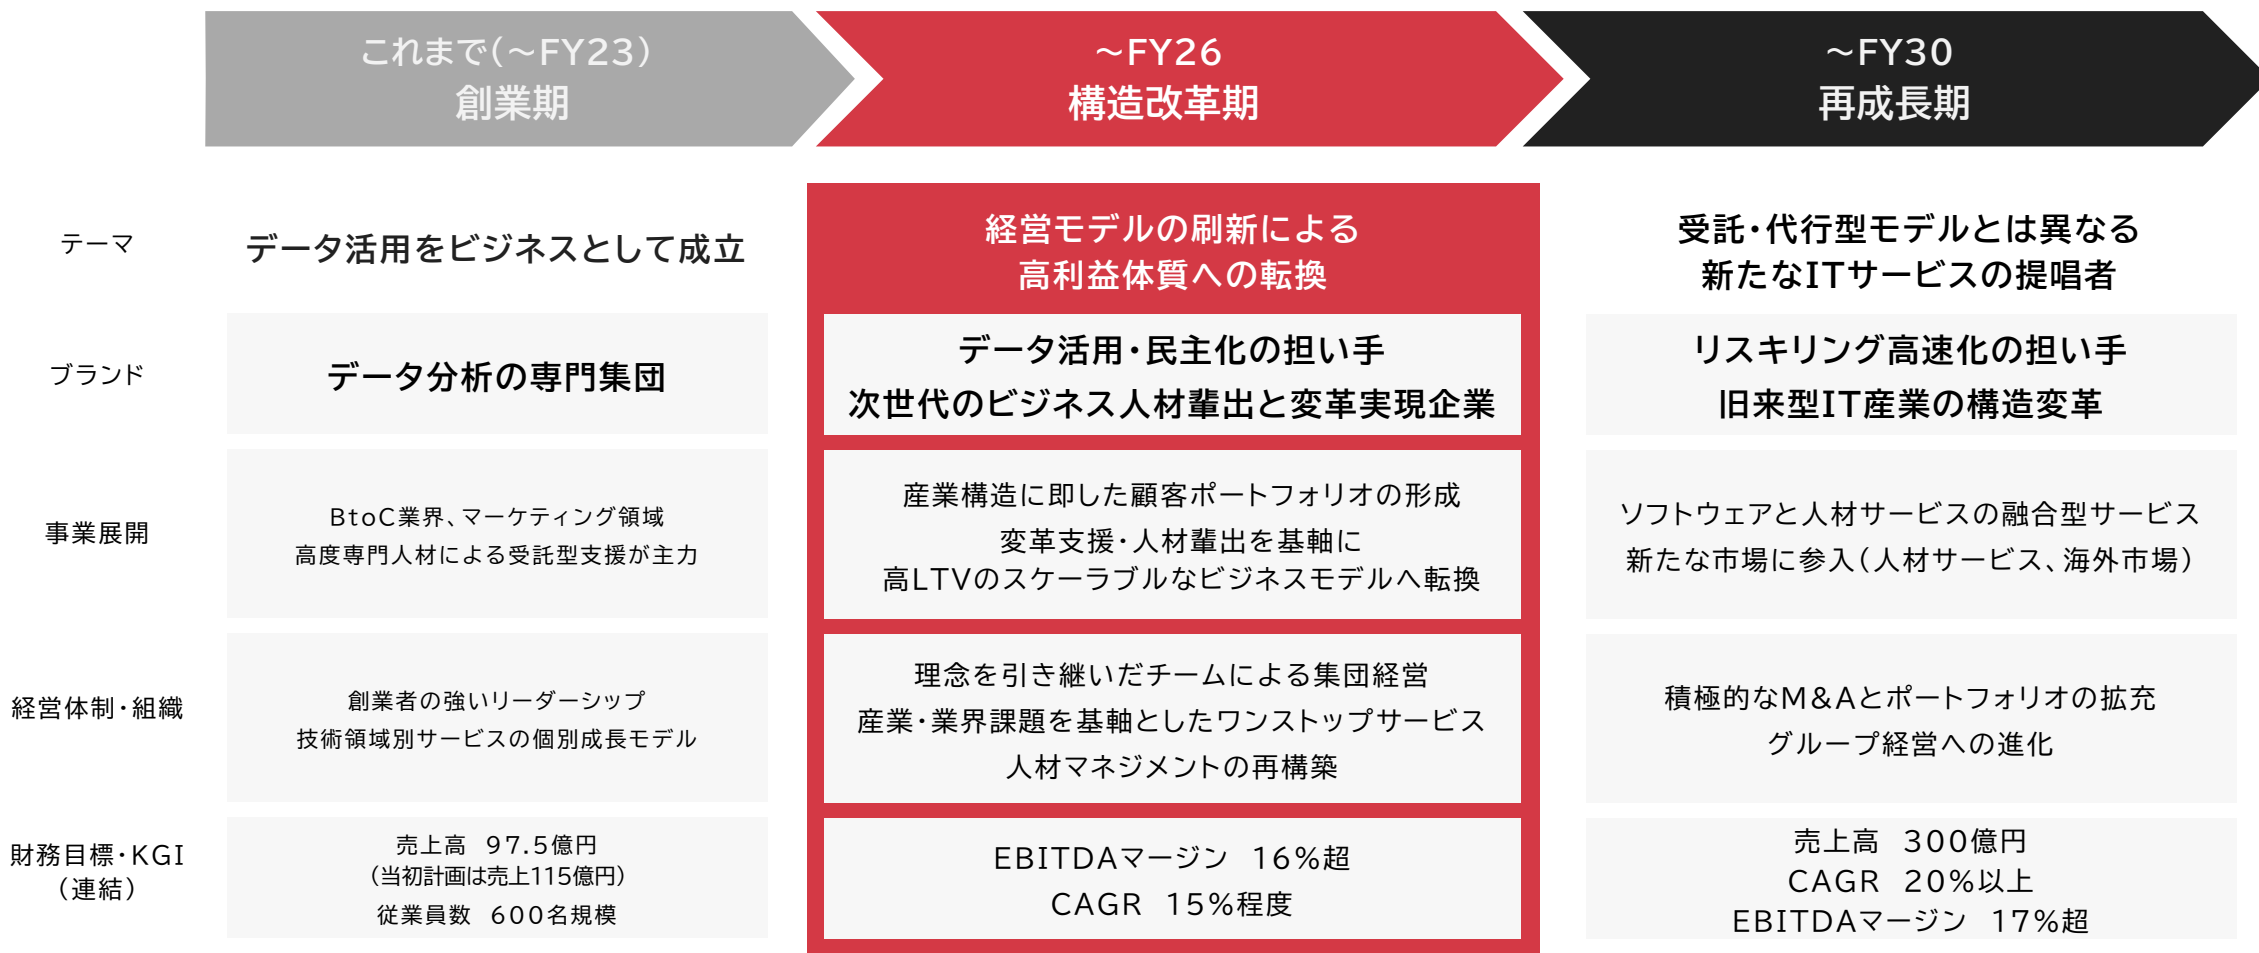 これまで(～FY23)
創業期
～FY26
構造改革期
～FY30
再成長期
テーマ
データ活用をビジネスとして成立
経営モデルの刷新による
高利益体質への転換
受託・代行型モデルとは異なる
新たなITサービスの提唱者
ブランド
データ分析の専門集団
データ活用・民主化の担い手
次世代のビジネス人材輩出と変革実現企業
リスキリング高速化の担い手
旧来型IT産業の構造変革
事業展開
BtoC業界、マーケティング領域
高度専門人材による受託型支援が主力
産業構造に即した顧客ポートフォリオの形成
変革支援・人材輩出を基軸に
高LTVのスケーラブルなビジネスモデルへ転換
ソフトウェアと人材サービスの融合型サービス
新たな市場に参入(人材サービス、海外市場)
経営体制・組織
創業者の強いリーダーシップ
技術領域別サービスの個別成長モデル
理念を引き継いだチームによる集団経営
産業・業界課題を基軸としたワンストップサービス
人材マネジメントの再構築
積極的なM&Aとポートフォリオの拡充
グループ経営への進化
財務目標・KGI
(連結)
売上高 97.5億円
(当初計画は売上115億円)
従業員数 600名規模
EBITDAマージン 16%超
CAGR 15%程度
売上高 300億円
CAGR 20%以上
EBITDAマージン 17%超